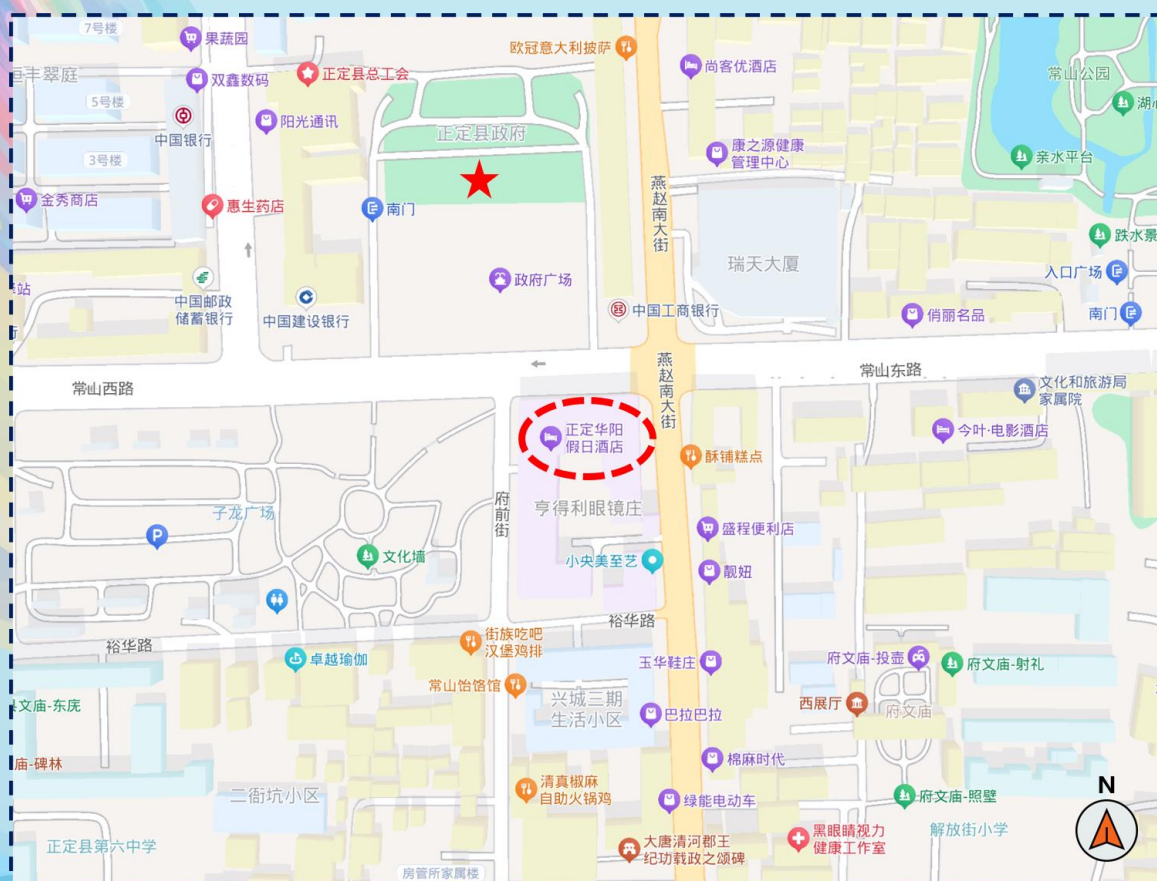 7号楼
果蔬园
欧冠意大利披萨
尚客优酒店
常山公园
恒丰翠庭
双鑫数码
正定县总工会
5号楼
中国银行
阳光通讯
正定县政府
康之源健康
管理中心
3号楼
亲水平台
金秀商店
惠生药店
南门
燕赵南大街
跌水景
瑞天大厦
入口广场
政府广场
中国邮政
储蓄银行
中国建设银行
中国工商银行
俏丽名品
南门
常山西路
燕赵南大街
常山东路
文化和旅游局
家属院
正定华阳
假日酒店
今叶·电影酒店
酥铺糕点
府前街
亨得利眼镜庄
子龙广场
P
文化墙
盛程便利店
小央美至艺
靓妞
裕华路
裕华路
街族吃吧
汉堡鸡排
卓越瑜伽
玉华鞋庄
府文庙-投壶
府文庙-射礼
常山饸饹馆
兴城三期
生活小区
文庙-东庑
巴拉巴拉
西展厅
府文庙
庙-碑林
棉麻时代
清真椒麻
自助火锅鸡
二衙坑小区
绿能电动车
府文庙-照壁
N
正定县第六中学
大唐清河郡王
纪功载政之颂碑
黑眼睛视力
健康工作室
解放街小学
房管所家属楼